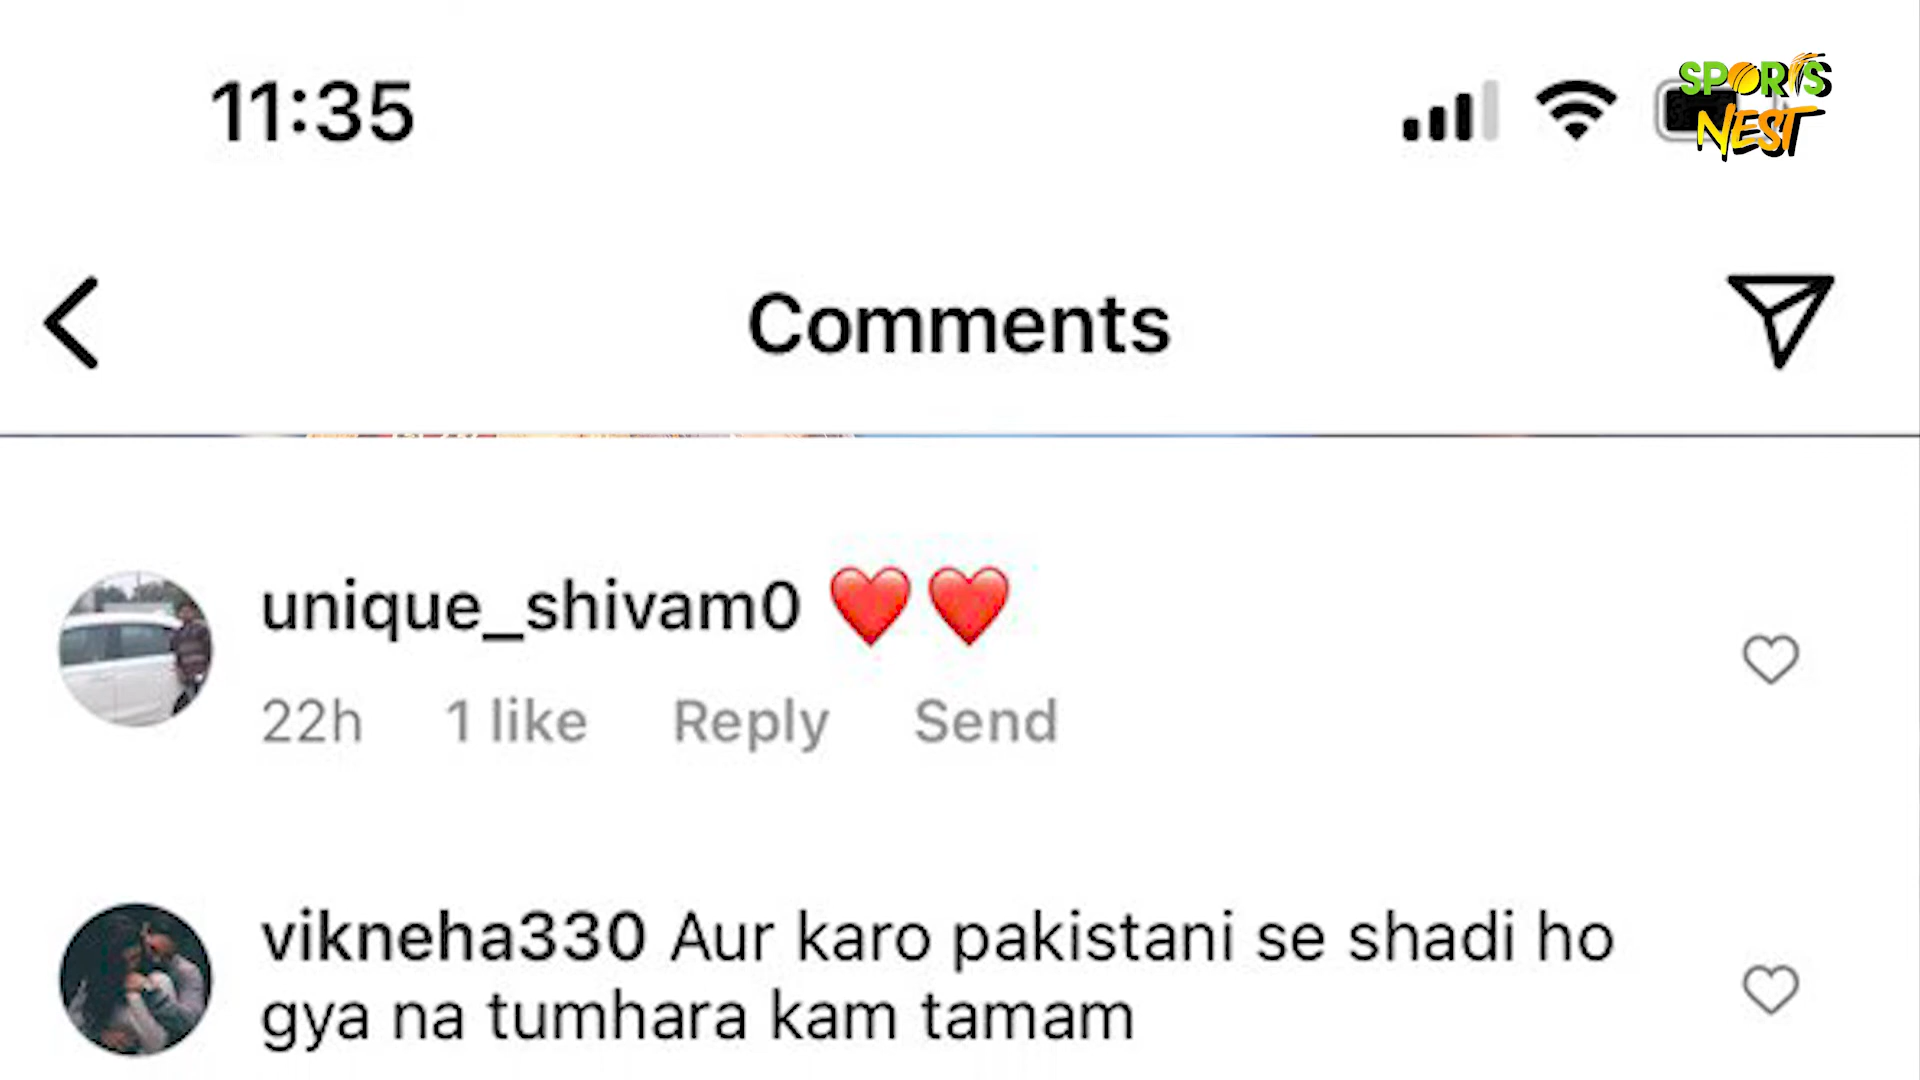 11:35
SPORTS
NEST
Comments
unique_shivam0 ❤️❤️
22h 1 like Reply Send
vikneha330 Aur karo pakistani se shadi ho
gya na tumhara kam tamam